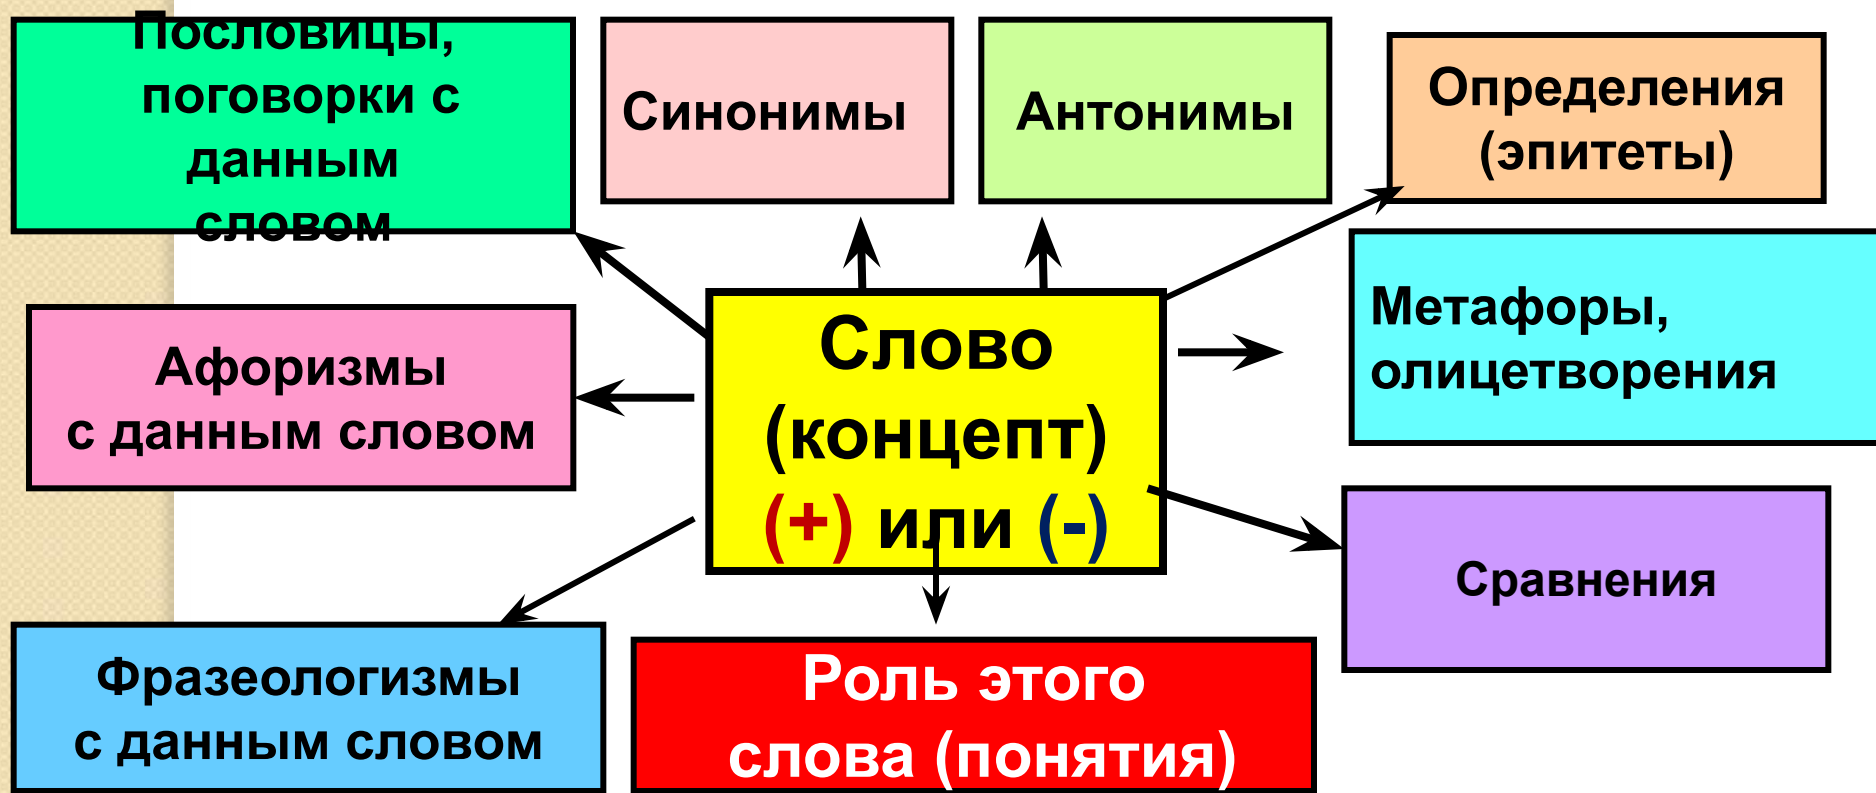 Пословицы,
поговорки с
данным
словом
Синонимы
Антонимы
Определения
(эпитеты)
Метафоры,
олицетворения
Слово
(концепт)
(+) или (-)
Афоризмы
с данным словом
Сравнения
Фразеологизмы
с данным словом
Роль этого
слова (понятия)